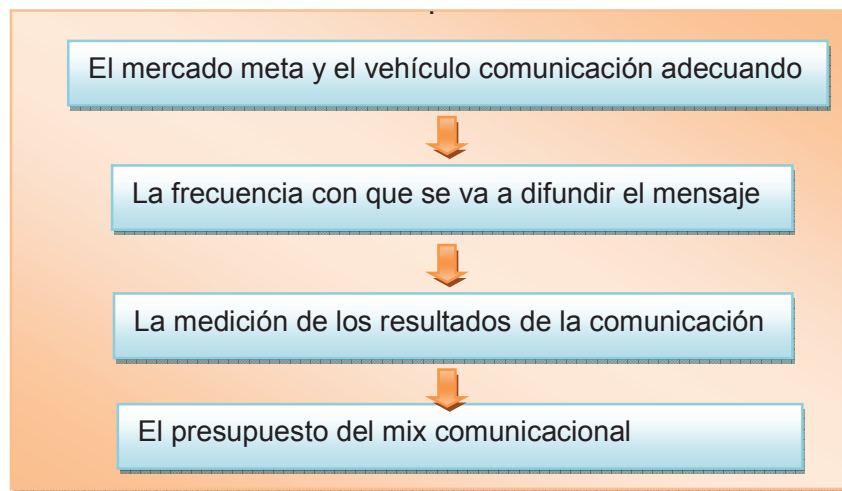 El mercado meta y el vehículo comunicación adecuando
La frecuencia con que se va a difundir el mensaje
La medición de los resultados de la comunicación
El presupuesto del mix comunicacional